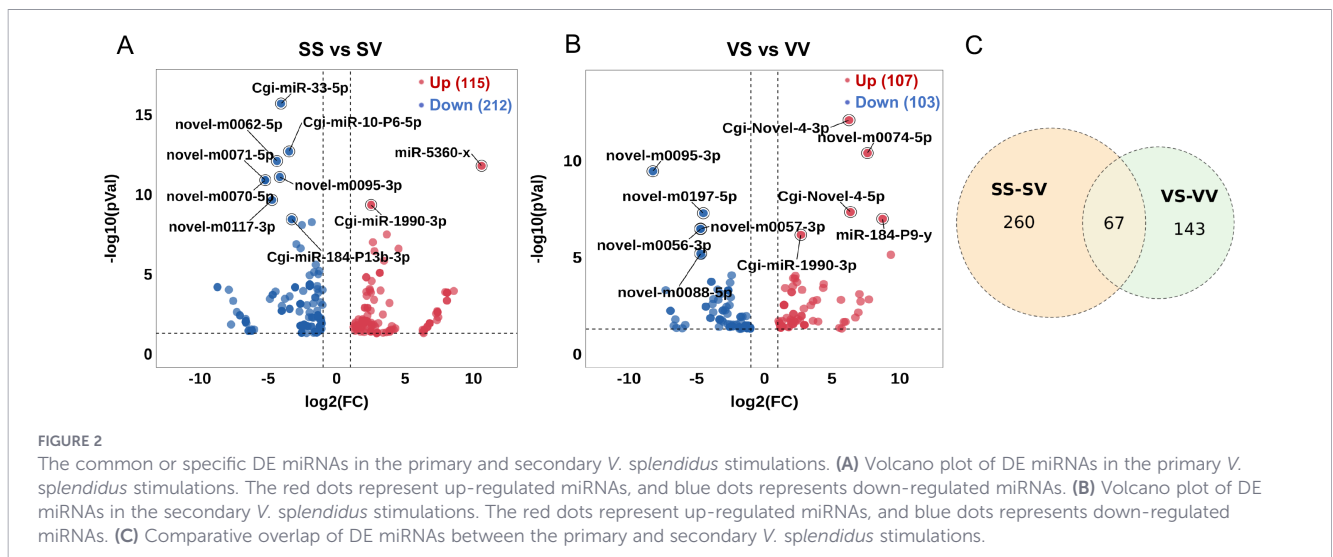 A
SS vs SV
Up (115)
Down (212)
Cgi-miR-33-5p
novel-m0062-5p
Cgi-miR-10-P6-5p
novel-m0071-5p
miR-5360-x
novel-m0095-3p
novel-m0070-5p
Cgi-miR-1990-3p
novel-m0117-3p
Cgi-miR-184-P13b-3p
15
10
5
0
-log10(pVal)
-10 -5 0 5 10
log2(FC)
B
VS vs VV
Up (107)
Down (103)
Cgi-Novel-4-3p
novel-m0074-5p
novel-m0095-3p
novel-m0197-5p
Cgi-Novel-4-5p
novel-m0057-3p
miR-184-P9-y
novel-m0056-3p
Cgi-miR-1990-3p
novel-m0088-5p
10
5
0
-log10(pVal)
-10 -5 0 5 10
log2(FC)
C
SS-SV
260
67
VS-VV
143
FIGURE 2
The common or specific DE miRNAs in the primary and secondary V. splendidus stimulations. (A) Volcano plot of DE miRNAs in the primary V.
splendidus stimulations. The red dots represent up-regulated miRNAs, and blue dots represents down-regulated miRNAs. (B) Volcano plot of DE
miRNAs in the secondary V. splendidus stimulations. The red dots represent up-regulated miRNAs, and blue dots represents down-regulated
miRNAs. (C) Comparative overlap of DE miRNAs between the primary and secondary V. splendidus stimulations.